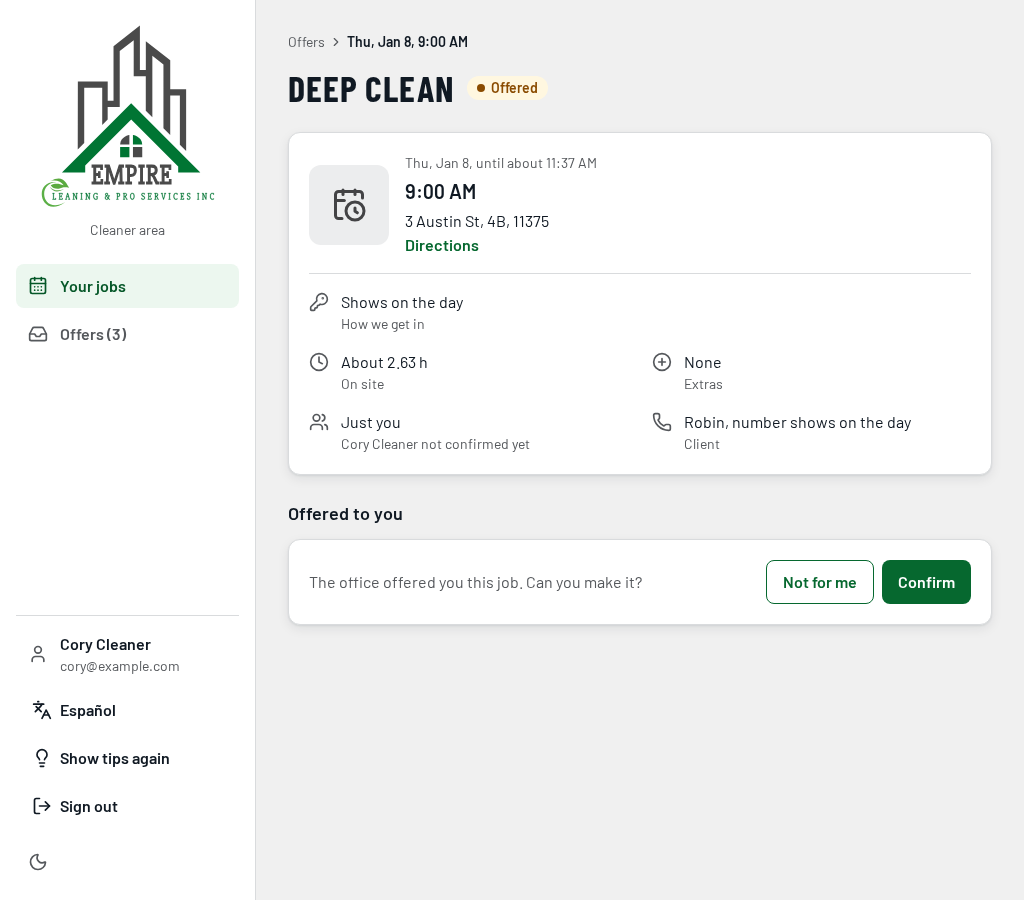 EMPIRE
LEANING & PRO SERVICES INC
Cleaner area
Your jobs
Offers (3)
Cory Cleaner
cory@example.com
Español
Show tips again
Sign out
Offers > Thu, Jan 8, 9:00 AM
DEEP CLEAN
Offered
Thu, Jan 8, until about 11:37 AM
9:00 AM
3 Austin St, 4B, 11375
Directions
Shows on the day
How we get in
About 2.63 h
On site
None
Extras
Just you
Cory Cleaner not confirmed yet
Robin, number shows on the day
Client
Offered to you
The office offered you this job. Can you make it?
Not for me
Confirm